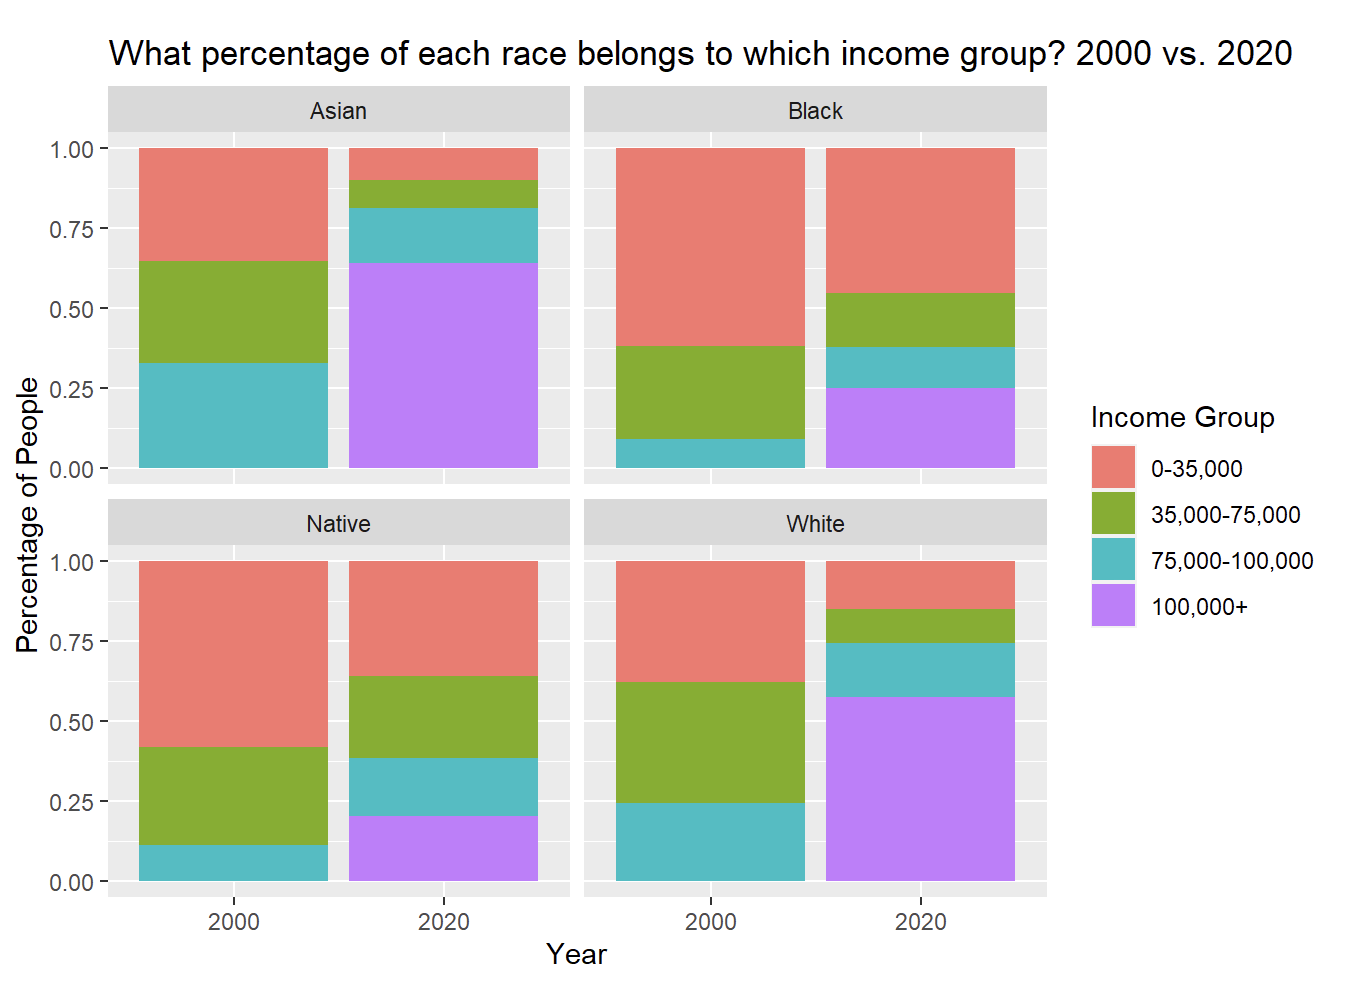 What percentage of each race belongs to which income group? 2000 vs. 2020
Asian
Black
1.00
0.75
0.50
0.25
0.00
Native
White
1.00
0.75
0.50
0.25
0.00
Percentage of People
2000
2020
2000
2020
Year
Income Group
0-35,000
35,000-75,000
75,000-100,000
100,000+